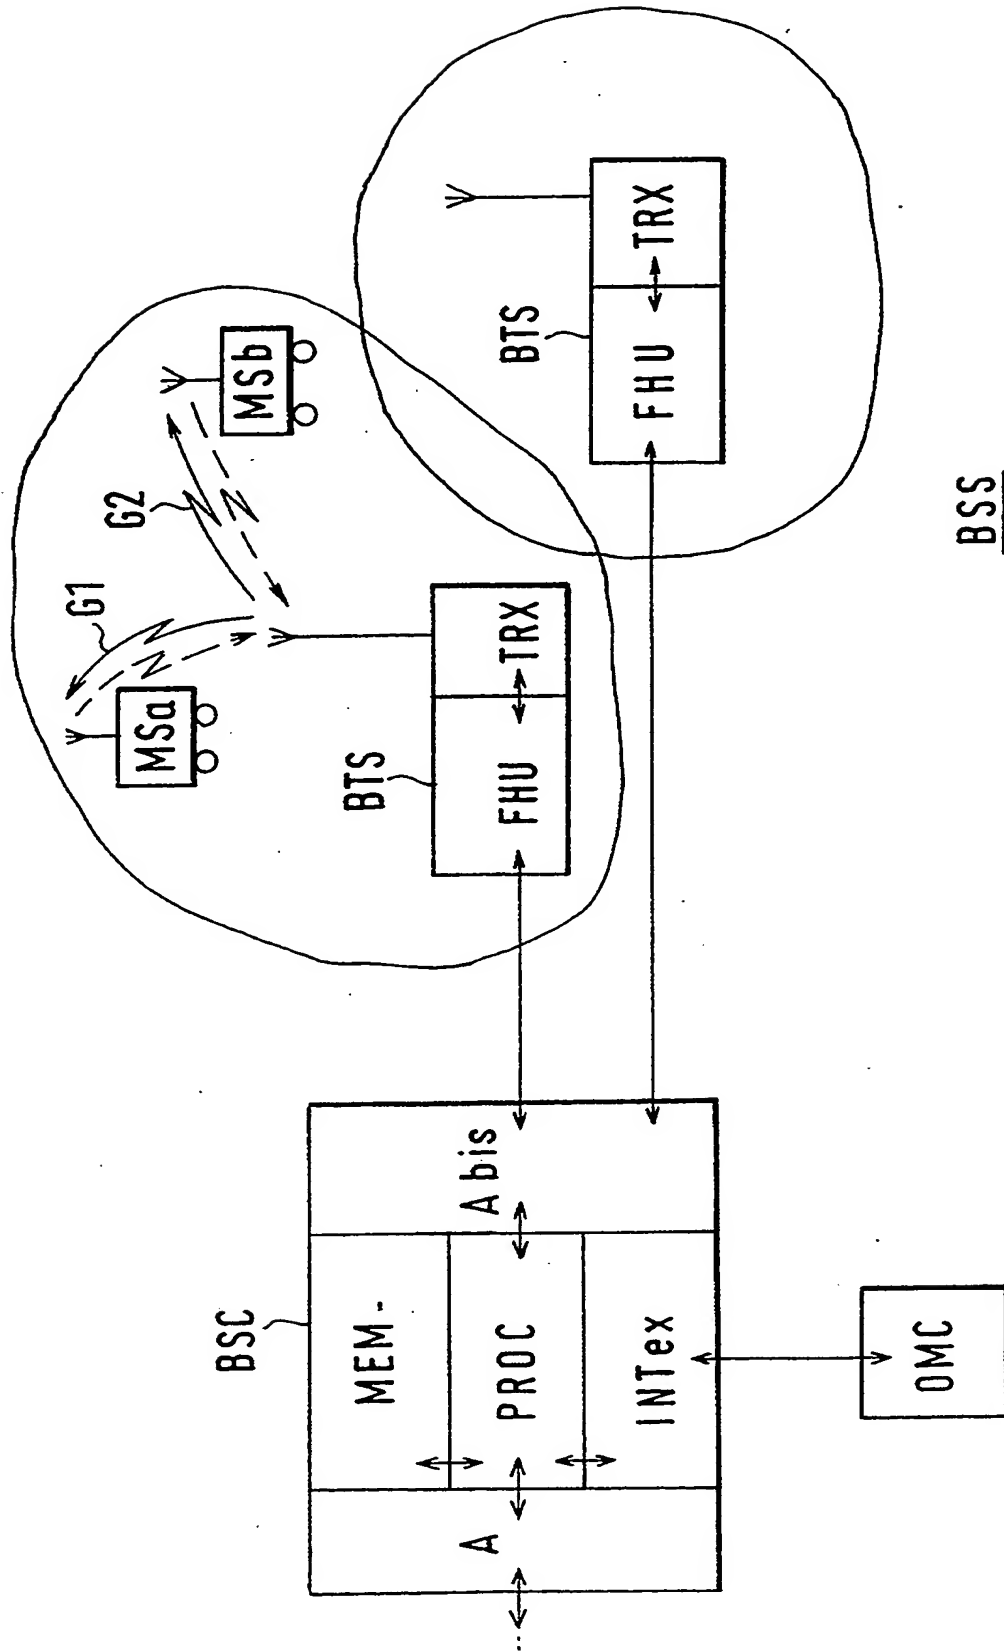 BSC
A
MEM-
PROC
INTex
A bis
OMC
BTS
FHU
TRX
MSa
G1
G2
MSb
BTS
FHU
TRX
BSS
...